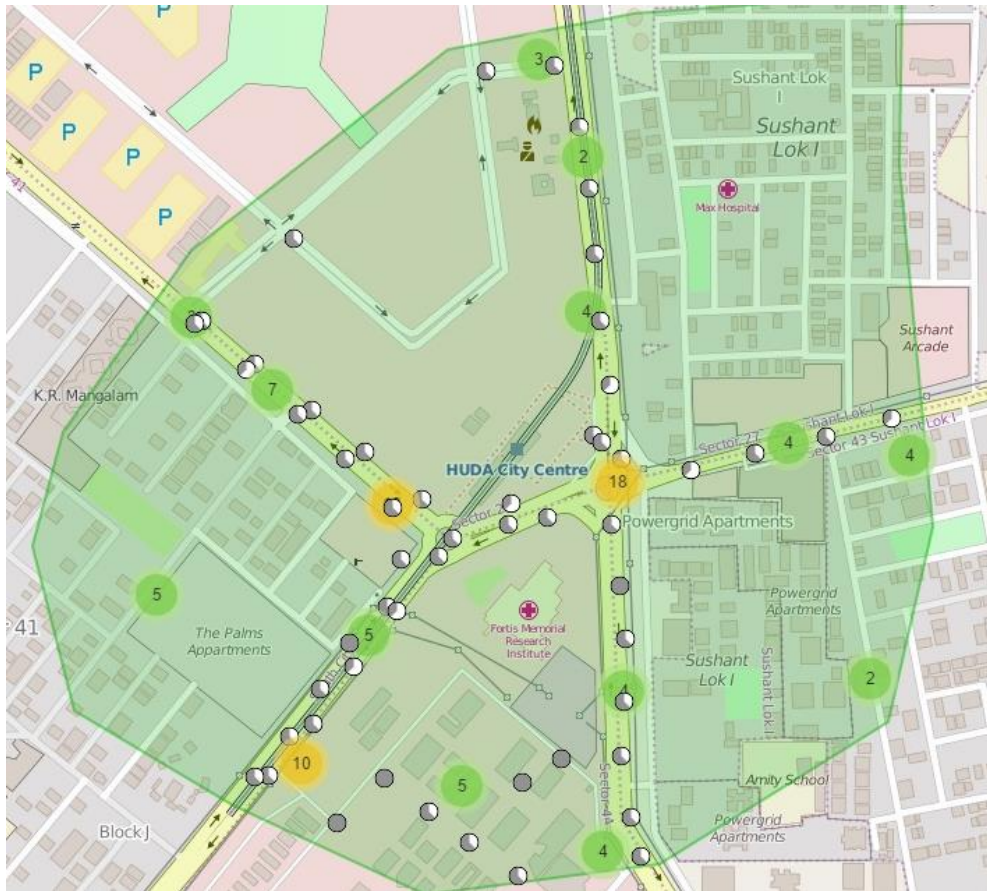 P
3
P
P
Sushant Lok
I
Sushant
Lok I
2
P
Max Hospital
4
Sushant
Arcade
K.R. Mangalam
7
Sushant Lok I
Sector 27
4
Sector 43 Sushant Lok I
4
HUDA City Centre
18
Sector 2
Powergrid Apartments
5
Powergrid
Apartments
41
The Palms
Appartments
5
Fortis Memorial
Research
Institute
Sushant
Lok I
Sushant Lok I
2
4
10
5
Amity School
Block J
Powergrid
Apartments
4